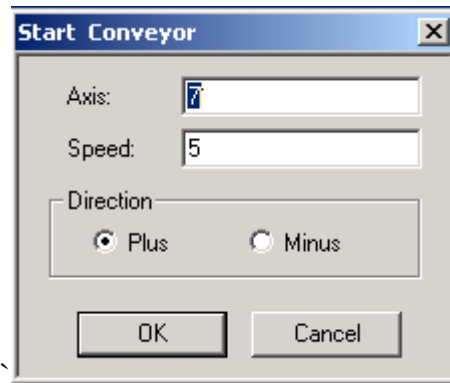 Start Conveyor
Axis: 7
Speed: 5
Direction
Plus Minus
OK Cancel
`